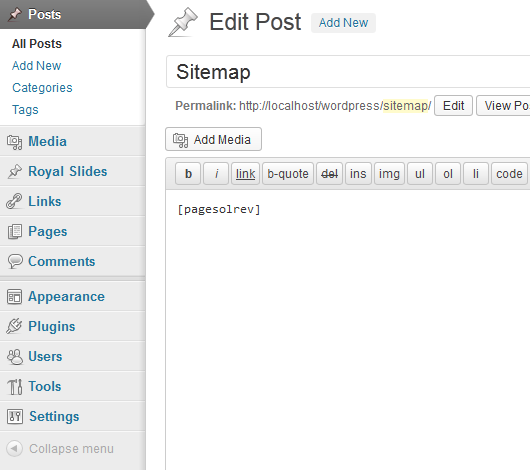 Posts
All Posts
Add New
Categories
Tags
Media
Royal Slides
Links
Pages
Comments
Appearance
Plugins
Users
Tools
Settings
Collapse menu
Edit Post Add New
Sitemap
Permalink: http://localhost/wordpress/sitemap/ Edit View Po
Add Media
b i link b-quote del ins img ul ol li code
[pagesolrev]